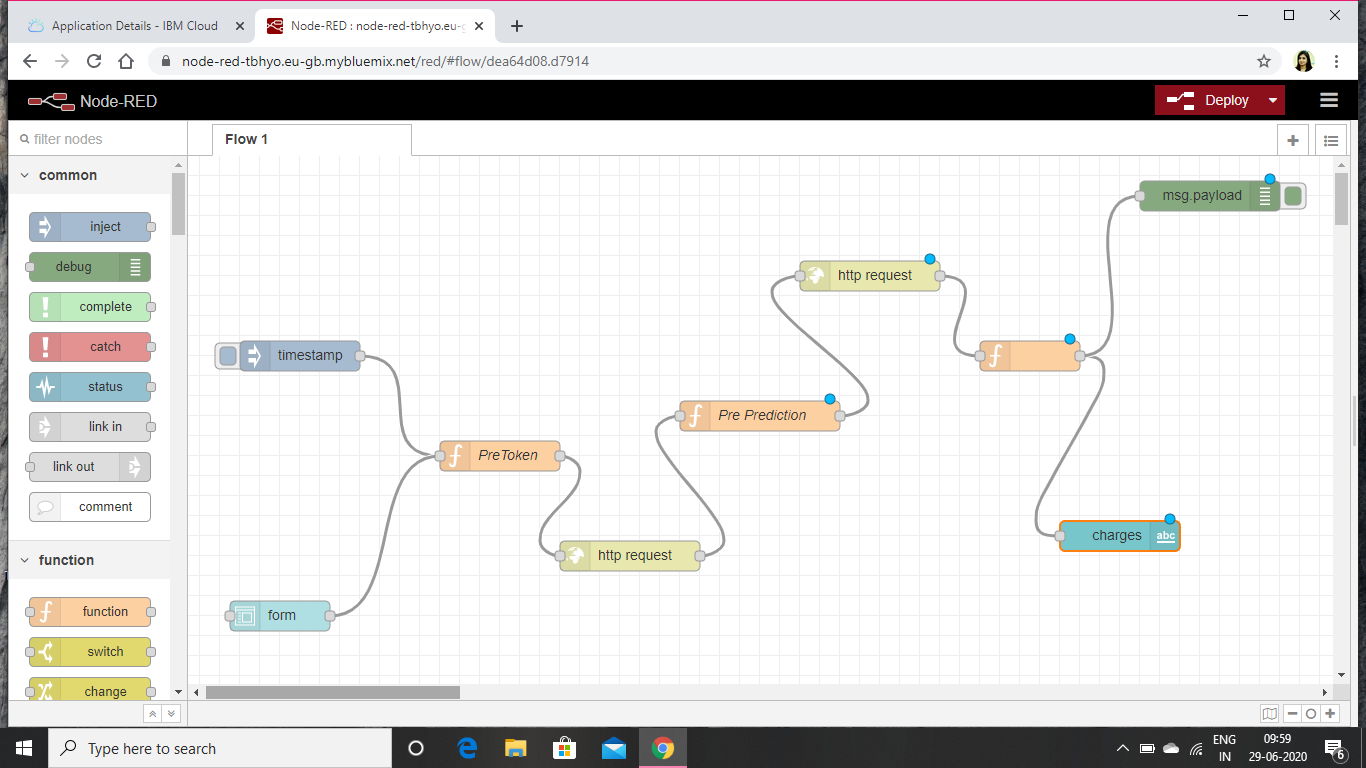 Application Details - IBM Cloud
Node-RED : node-red-tbhyo.eu-g
node-red-tbhyo.eu-gb.mybluemix.net/red/#flow/dea64d08.d7914
Node-RED
Deploy
filter nodes
Flow 1
common
inject
debug
complete
catch
status
link in
link out
comment
function
function
switch
change
msg.payload
http request
timestamp
Pre Prediction
PreToken
charges
abc
http request
form
Type here to search
ENG
IN
09:59
29-06-2020
6